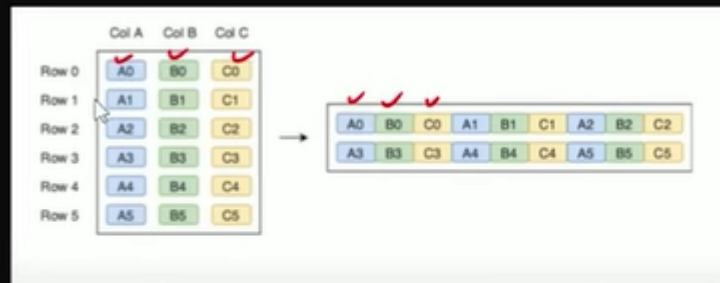 Col A Col B Col C
Row 0 A0 B0 C0
Row 1 A1 B1 C1
Row 2 A2 B2 C2
Row 3 A3 B3 C3
Row 4 A4 B4 C4
Row 5 A5 B5 C5
A0 B0 C0 A1 B1 C1 A2 B2 C2
A3 B3 C3 A4 B4 C4 A5 B5 C5